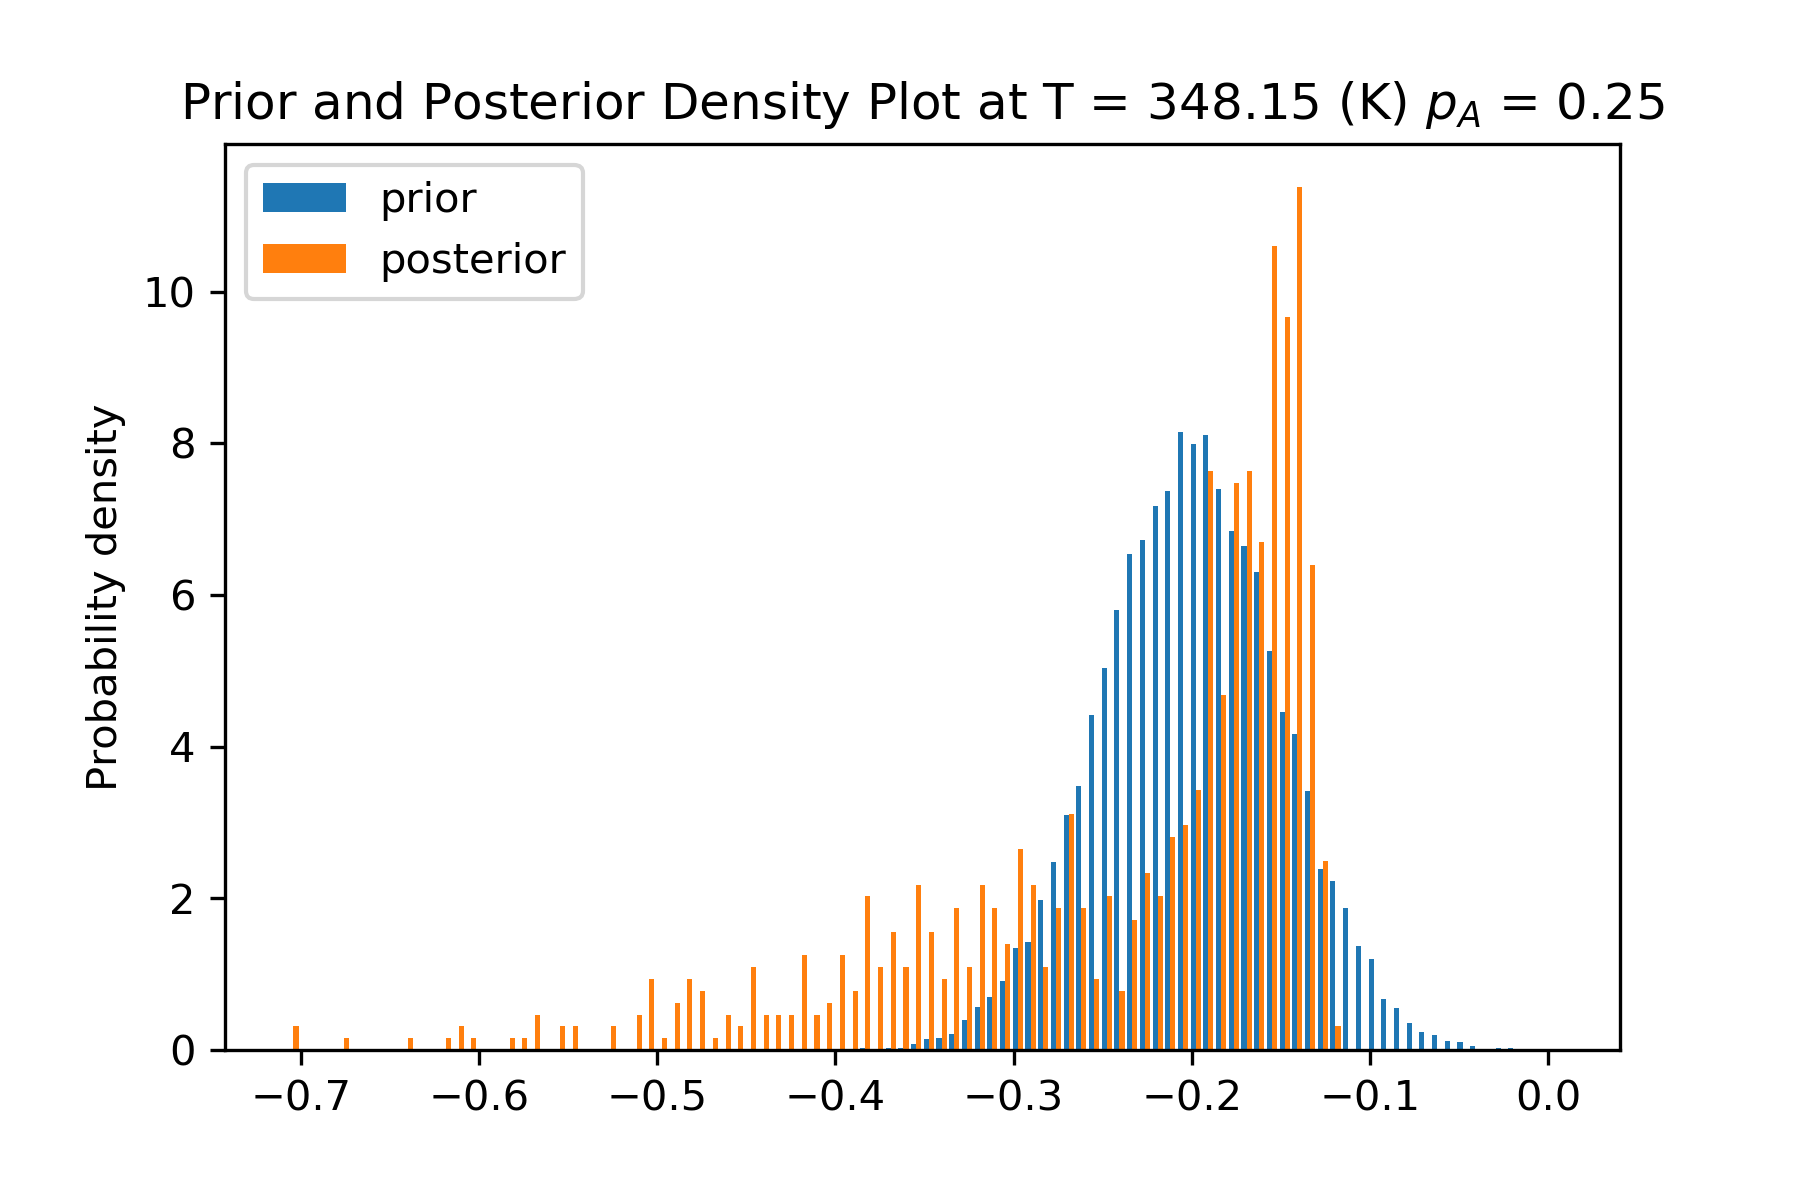 Prior and Posterior Density Plot at T = 348.15 (K) p_A = 0.25
prior
posterior
Probability density
10
8
6
4
2
0
−0.7 −0.6 −0.5 −0.4 −0.3 −0.2 −0.1 0.0